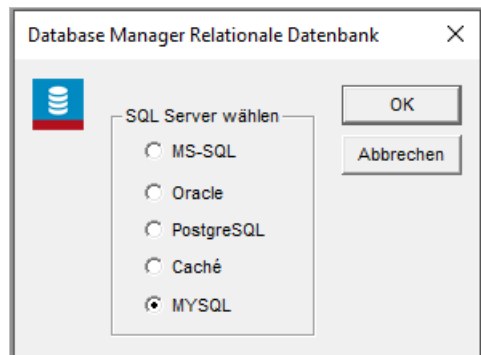 Database Manager Relationale Datenbank
SQL Server wählen
MS-SQL
Oracle
PostgreSQL
Caché
MYSQL
OK
Abbrechen